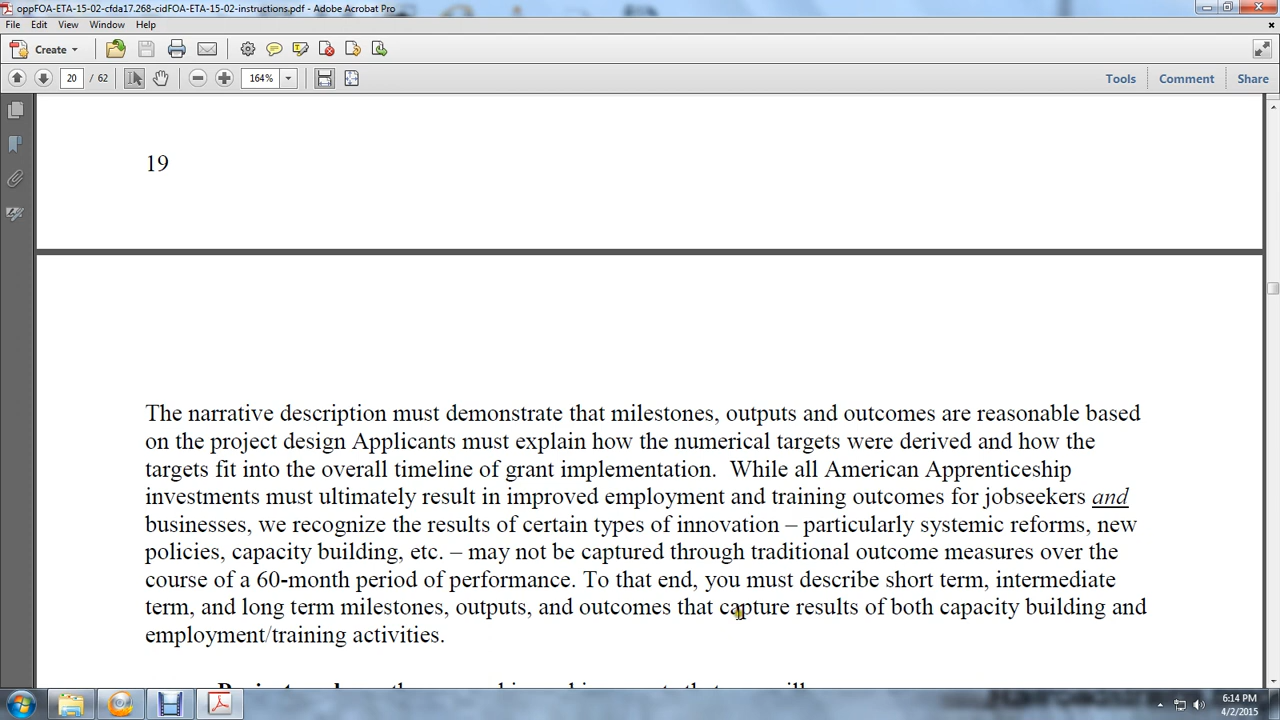 oppFOA-ETA-15-02-cfda17.268-cidFOA-ETA-15-02-instructions.pdf - Adobe Acrobat Pro
File Edit View Window Help
Create
20 / 62 164% Tools Comment Share
19
The narrative description must demonstrate that milestones, outputs and outcomes are reasonable based
on the project design Applicants must explain how the numerical targets were derived and how the
targets fit into the overall timeline of grant implementation. While all American Apprenticeship
investments must ultimately result in improved employment and training outcomes for jobseekers and
businesses, we recognize the results of certain types of innovation – particularly systemic reforms, new
policies, capacity building, etc. – may not be captured through traditional outcome measures over the
course of a 60-month period of performance. To that end, you must describe short term, intermediate
term, and long term milestones, outputs, and outcomes that capture results of both capacity building and
employment/training activities.
6:14 PM
4/2/2015